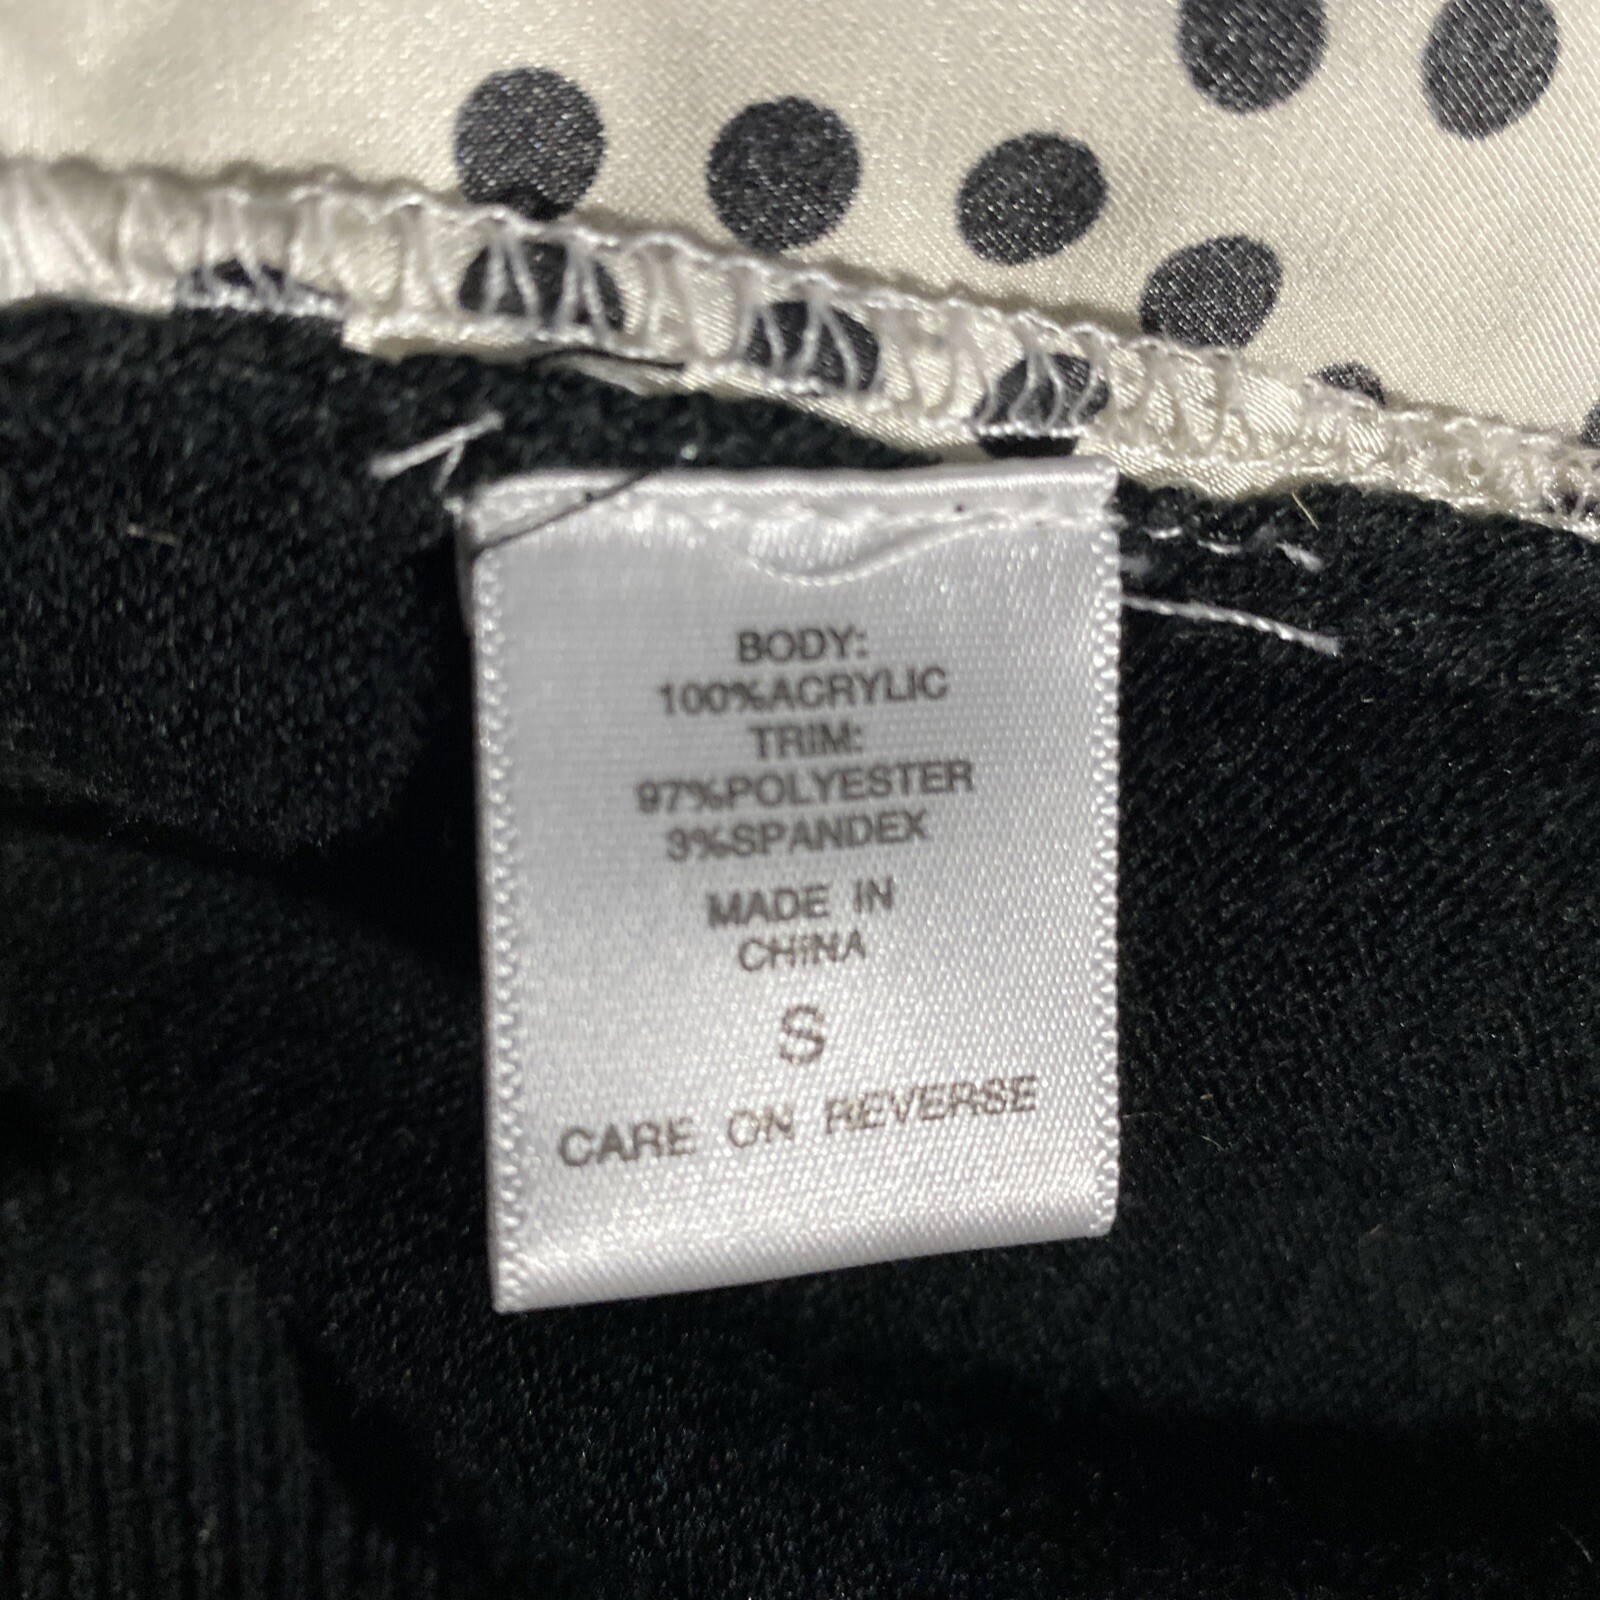 BODY:
100%ACRYLIC
TRIM:
97%POLYESTER
3%SPANDEX
MADE IN
CHINA
S
CARE ON REVERSE